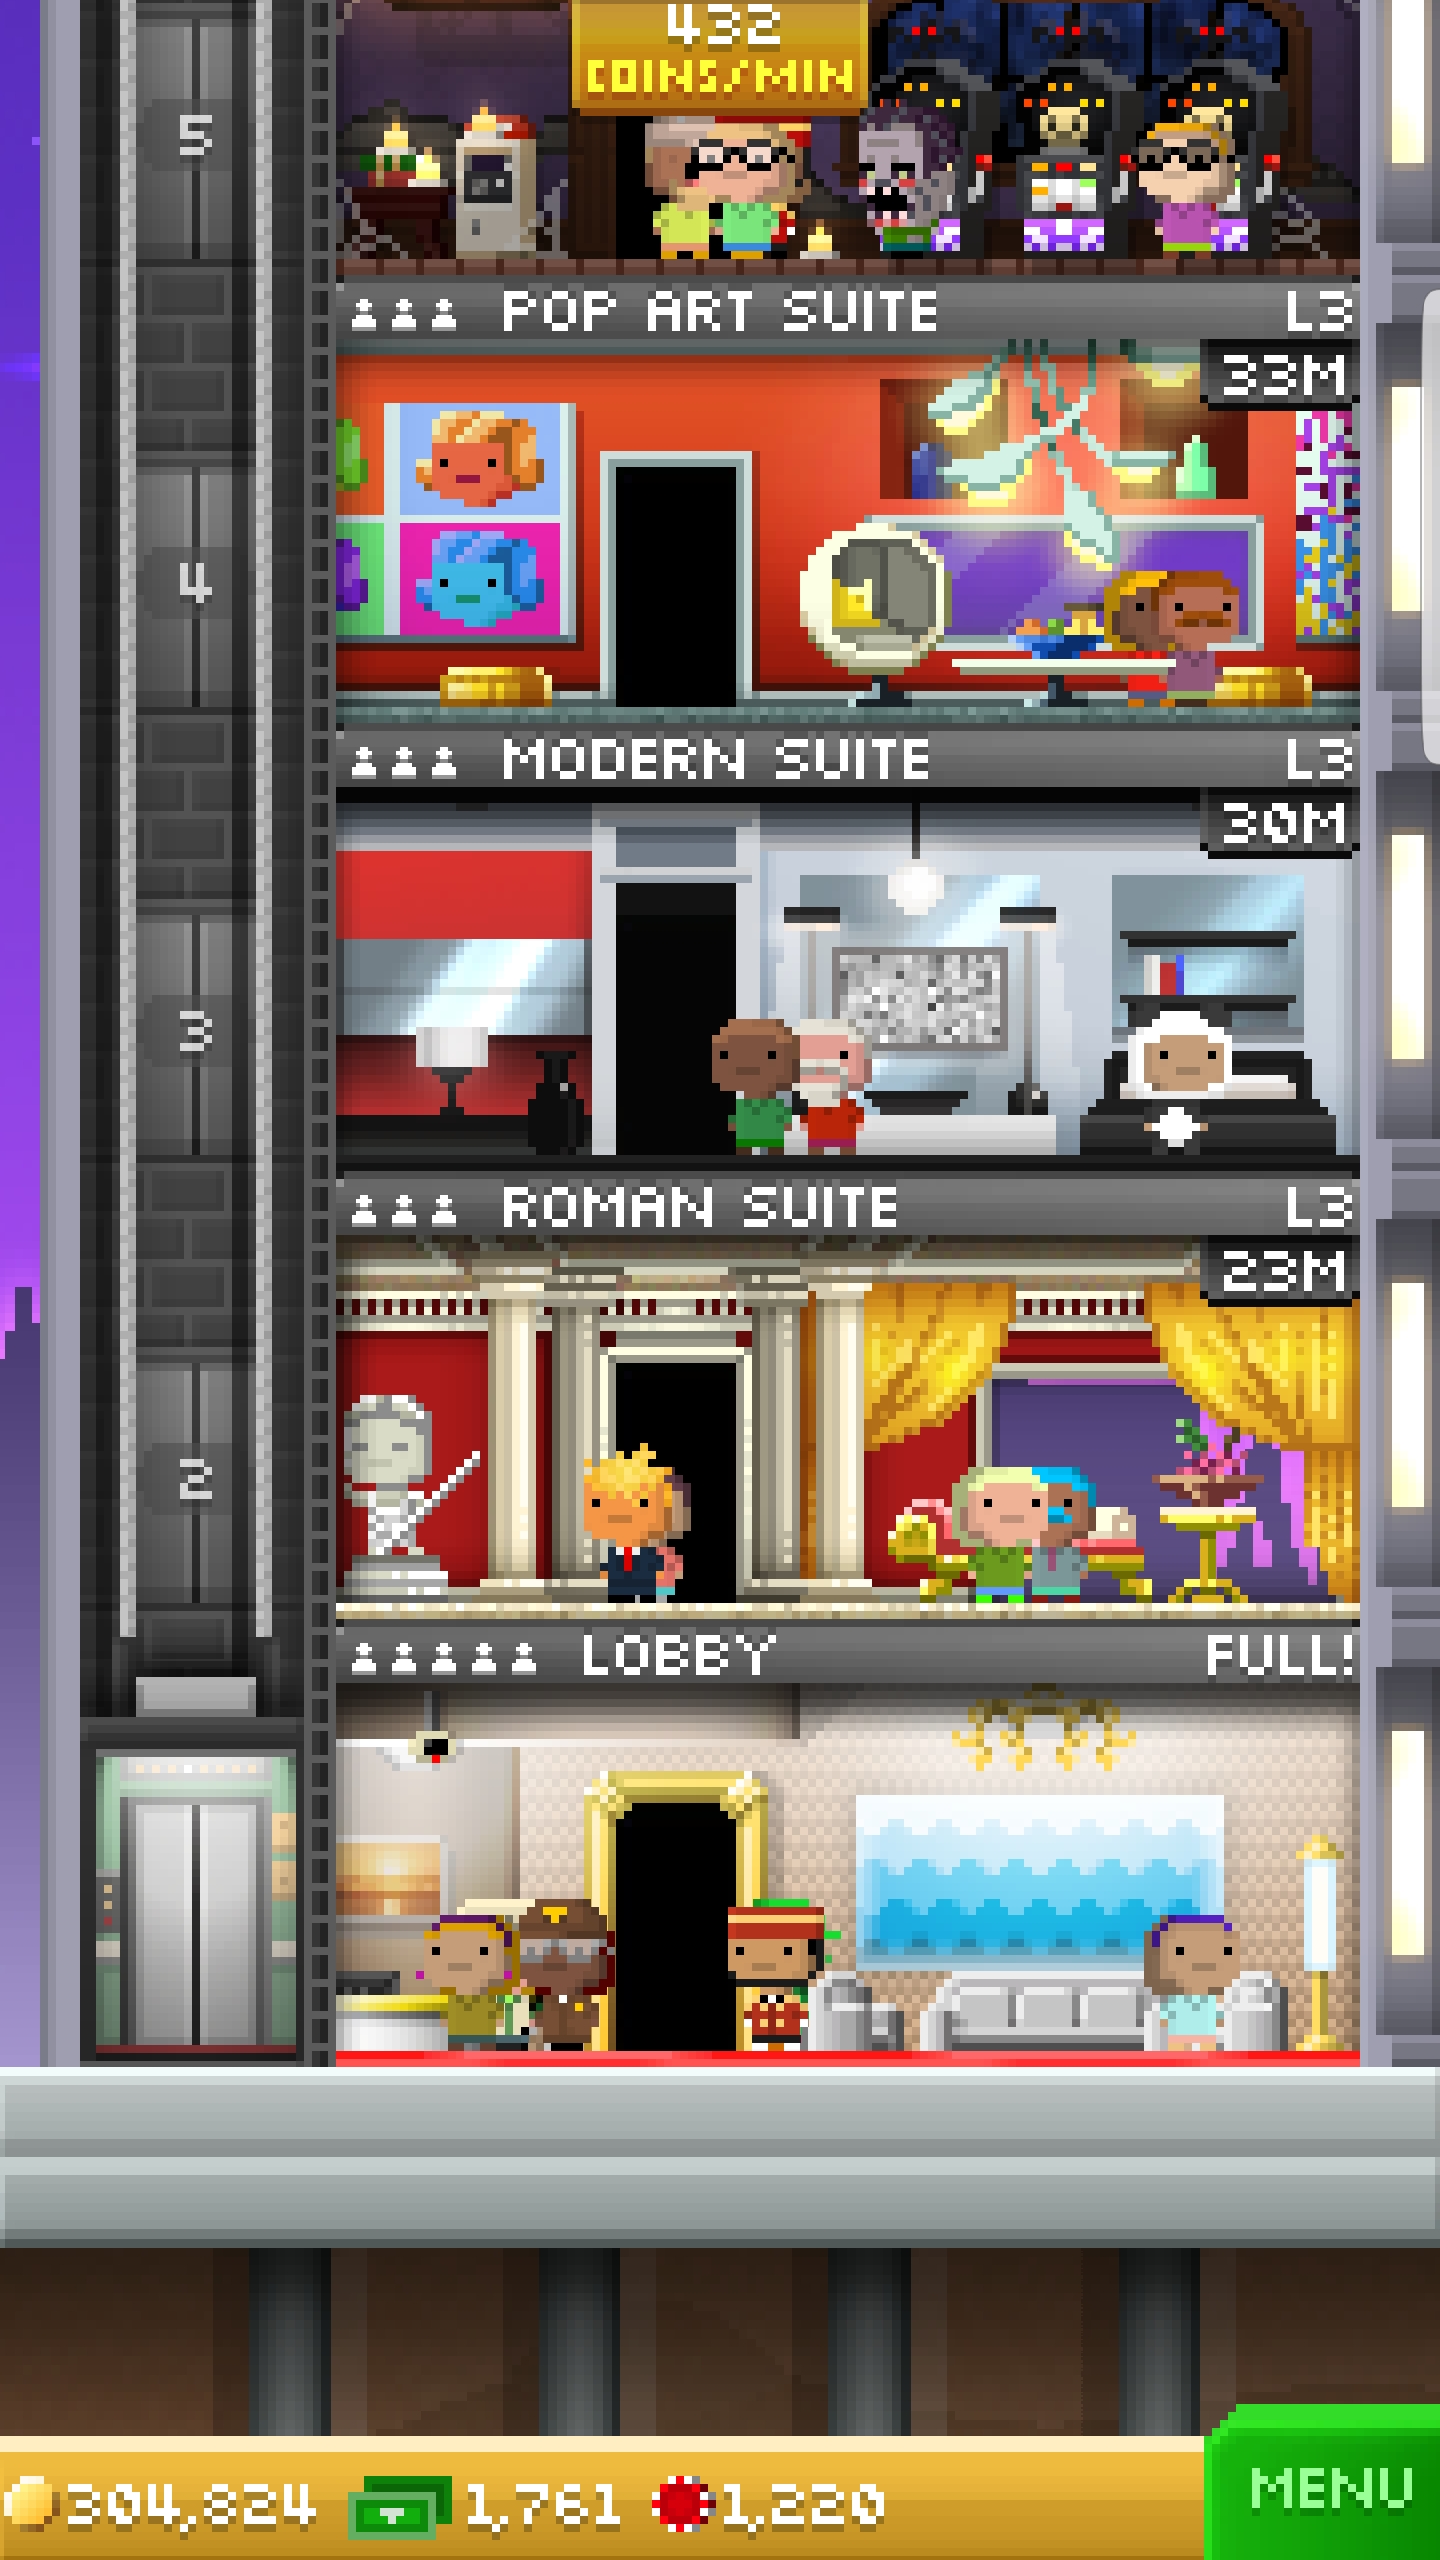 432
COINS/MIN
5
POP ART SUITE L3
33M
4
MODERN SUITE L3
30M
3
ROMAN SUITE L3
23M
2
LOBBY FULL!
304,824 1,761 1,220
MENU